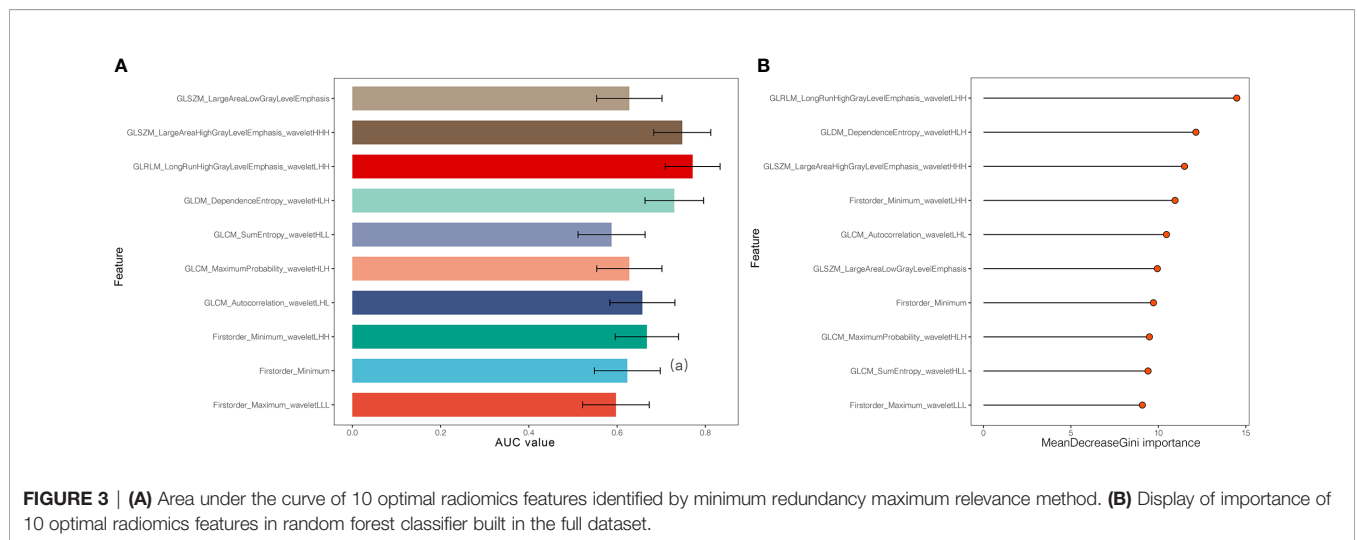 A
GLSZM_LargeAreaLowGrayLevelEmphasis
GLSZM_LargeAreaHighGrayLevelEmphasis_waveletHHH
GLRLM_LongRunHighGrayLevelEmphasis_waveletLHH
GLDM_DependenceEntropy_waveletHLH
GLCM_SumEntropy_waveletHLL
GLCM_MaximumProbability_waveletHLH
GLCM_Autocorrelation_waveletLHL
Firstorder_Minimum_waveletLHH
Firstorder_Minimum
Firstorder_Maximum_waveletLLL
Feature
(a)
0.0 0.2 0.4 0.6 0.8
AUC value
B
GLRLM_LongRunHighGrayLevelEmphasis_waveletLHH
GLDM_DependenceEntropy_waveletHLH
GLSZM_LargeAreaHighGrayLevelEmphasis_waveletHHH
Firstorder_Minimum_waveletLHH
GLCM_Autocorrelation_waveletLHL
GLSZM_LargeAreaLowGrayLevelEmphasis
Firstorder_Minimum
GLCM_MaximumProbability_waveletHLH
GLCM_SumEntropy_waveletHLL
Firstorder_Maximum_waveletLLL
Feature
0 5 10 15
MeanDecreaseGini importance
FIGURE 3 | (A) Area under the curve of 10 optimal radiomics features identified by minimum redundancy maximum relevance method. (B) Display of importance of
10 optimal radiomics features in random forest classifier built in the full dataset.